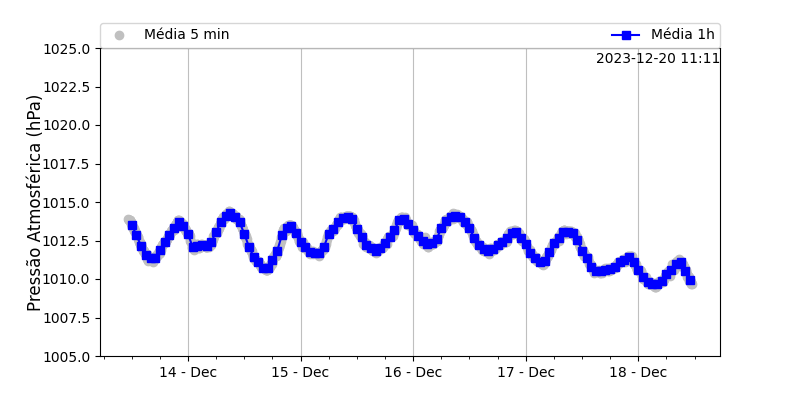 Média 5 min
Média 1h
2023-12-20 11:11
Pressão Atmosférica (hPa)
1025.0
1022.5
1020.0
1017.5
1015.0
1012.5
1010.0
1007.5
1005.0
14 - Dec
15 - Dec
16 - Dec
17 - Dec
18 - Dec